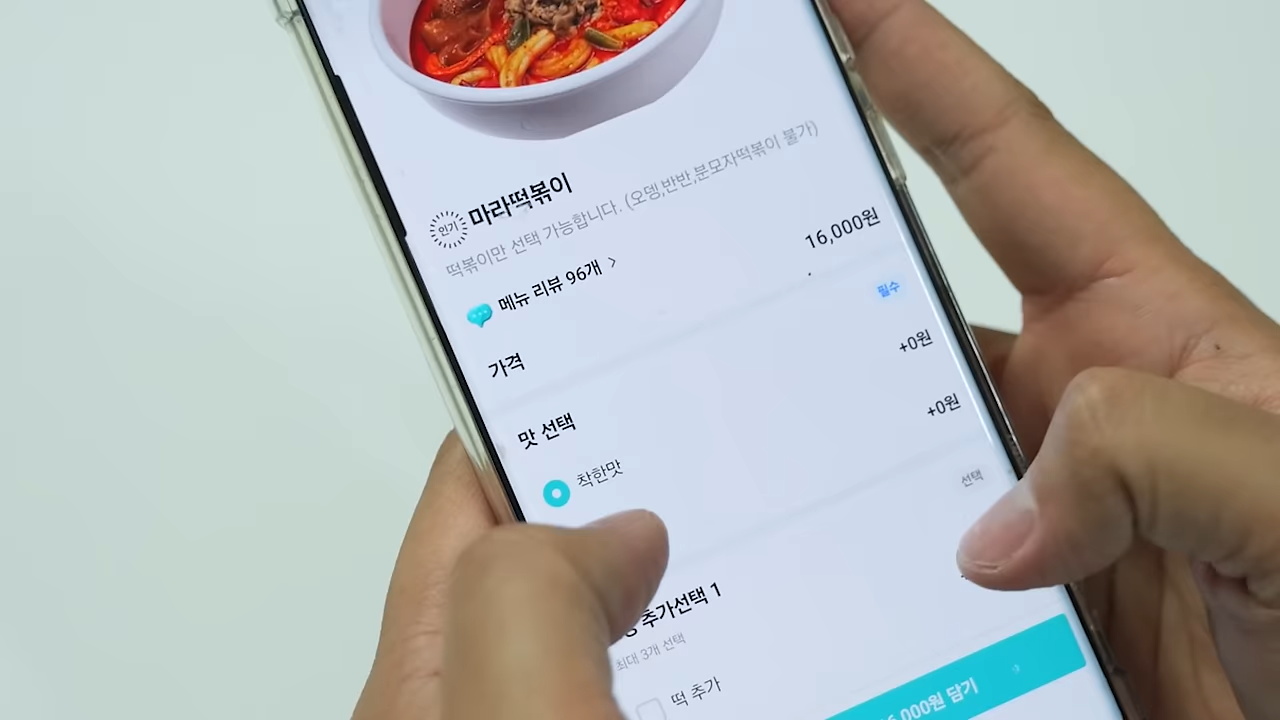 인기 마라떡볶이
떡볶이만 선택 가능합니다. (오뎅,반반,분모자떡볶이 불가)
메뉴 리뷰 96개 >
가격 16,000원
맛 선택 필수
착한맛 +0원
+0원
추가선택 1 선택
최대 3개 선택
떡 추가
6,000원 담기